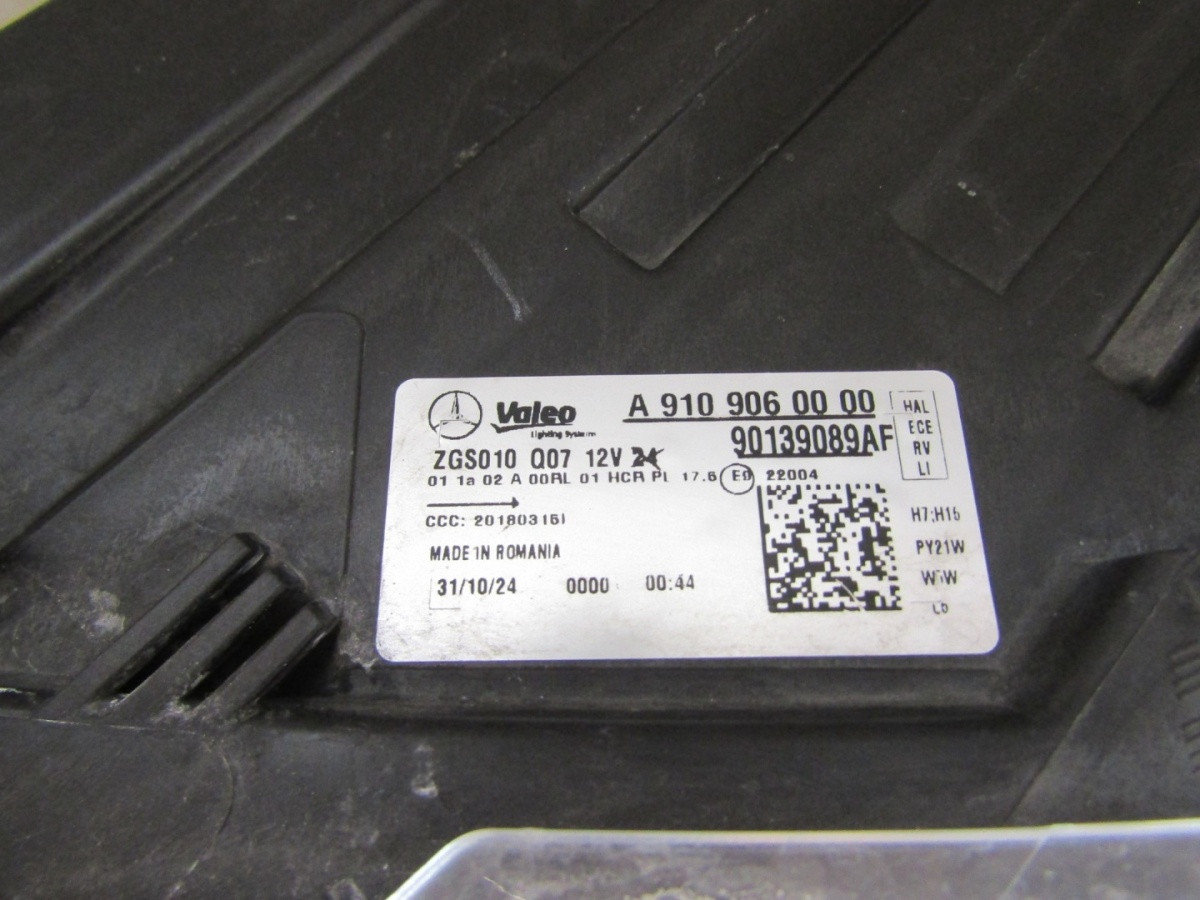 Valeo
Lighting Systems
A 910 906 00 00
90139089AF
HAL
ECE
RV
LI
ZGS010 Q07 12V
01 1a 02 A 00RL 01 HCR PL 17.5 E9 22004
CCC:
MADE IN ROMANIA
31/10/24 0000 00:44
H7;H15
PY21W
W5W